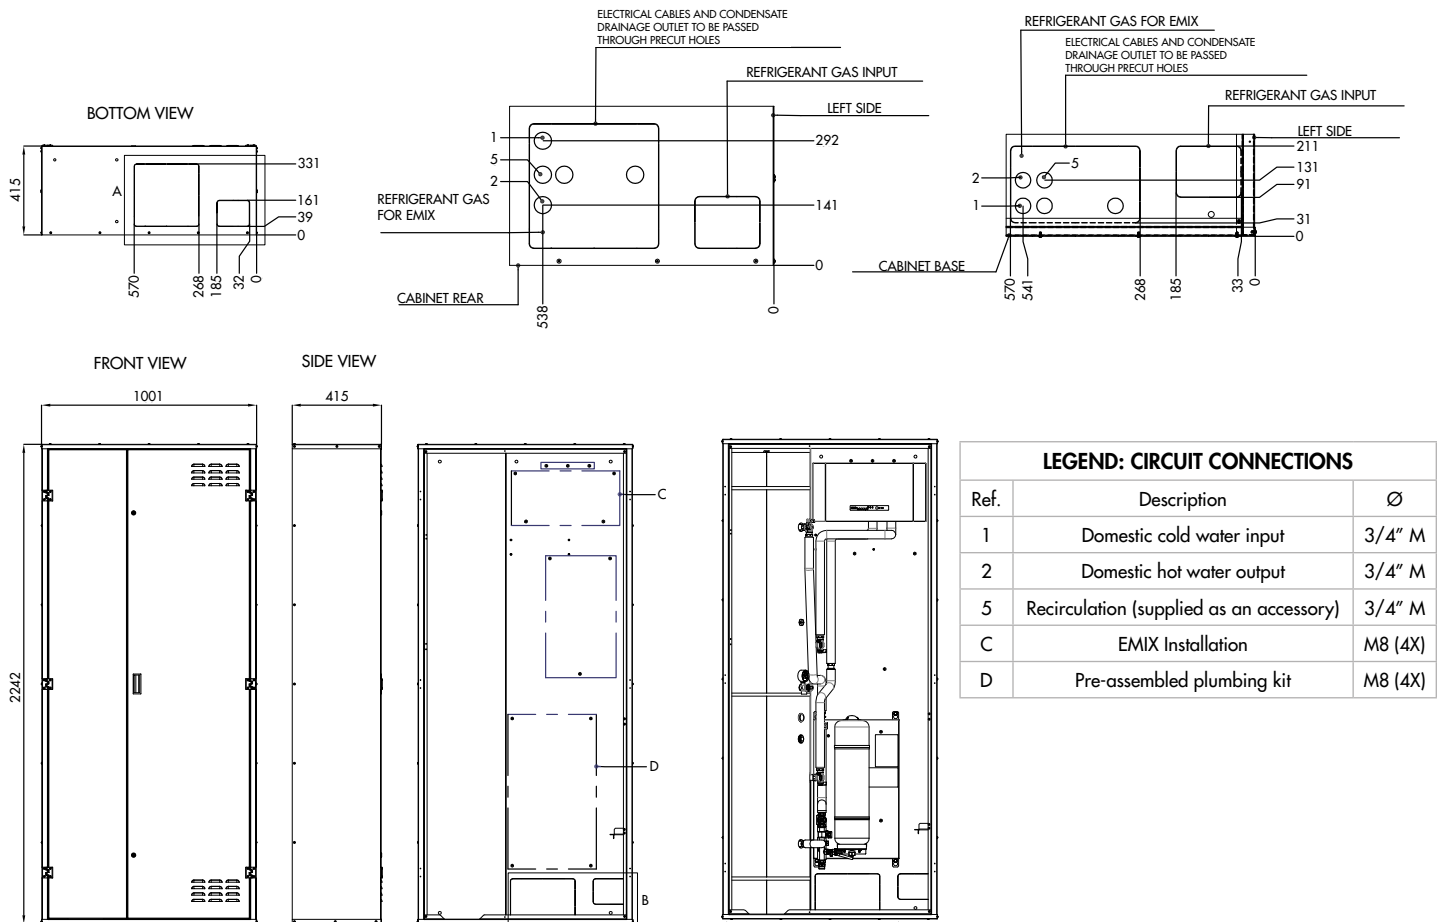 BOTTOM VIEW
415
A
331
161
39
0
570
268
185
32
0
ELECTRICAL CABLES AND CONDENSATE
DRAINAGE OUTLET TO BE PASSED
THROUGH PRECUT HOLES
REFRIGERANT GAS INPUT
LEFT SIDE
1
292
5
2
REFRIGERANT GAS
FOR EMIX
141
0
CABINET REAR
538
0
REFRIGERANT GAS FOR EMIX
ELECTRICAL CABLES AND CONDENSATE
DRAINAGE OUTLET TO BE PASSED
THROUGH PRECUT HOLES
REFRIGERANT GAS INPUT
LEFT SIDE
211
5
131
2
91
1
31
0
CABINET BASE
570
541
268
185
33
0
FRONT VIEW
1001
2242
SIDE VIEW
415
C
D
B
LEGEND: CIRCUIT CONNECTIONS
Ref. Description Ø
1 Domestic cold water input 3/4" M
2 Domestic hot water output 3/4" M
5 Recirculation (supplied as an accessory) 3/4" M
C EMIX Installation M8 (4X)
D Pre-assembled plumbing kit M8 (4X)